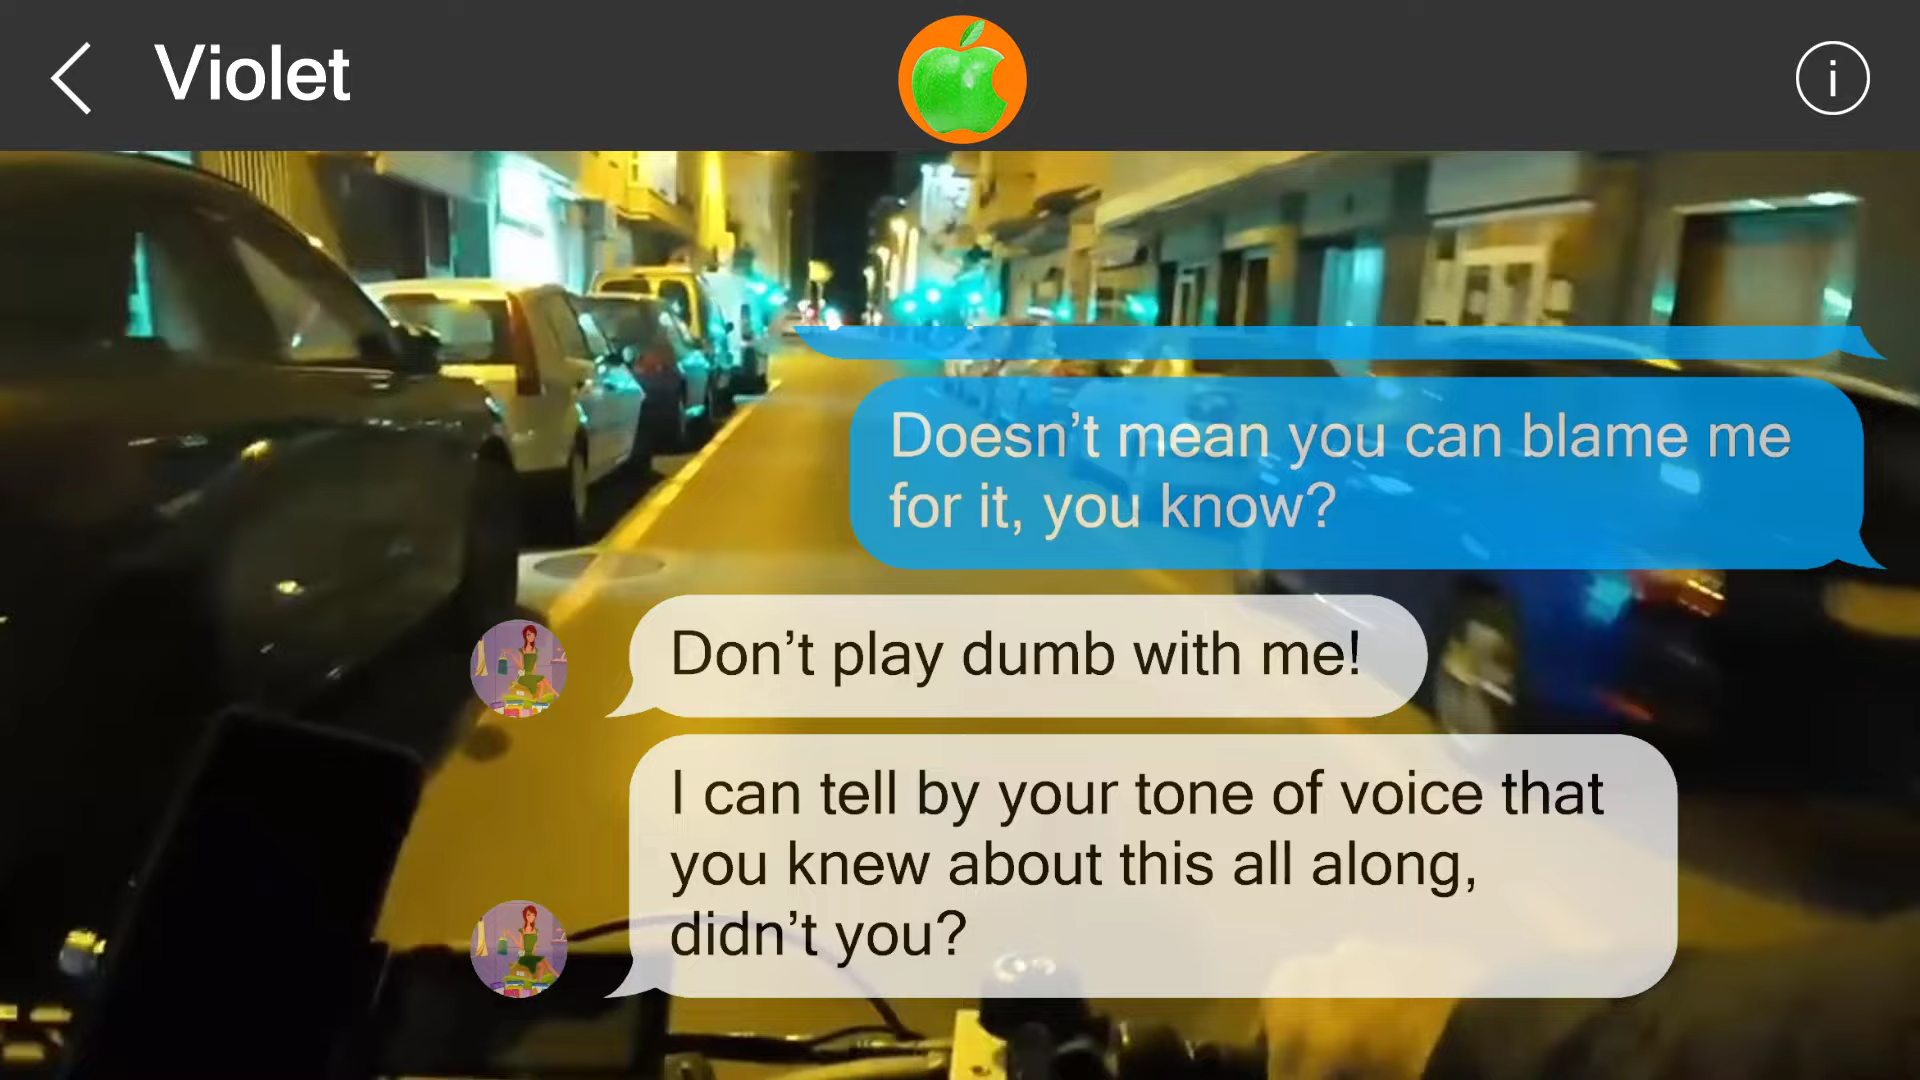 Violet
Doesn’t mean you can blame me
for it, you know?
Don’t play dumb with me!
I can tell by your tone of voice that
you knew about this all along,
didn’t you?